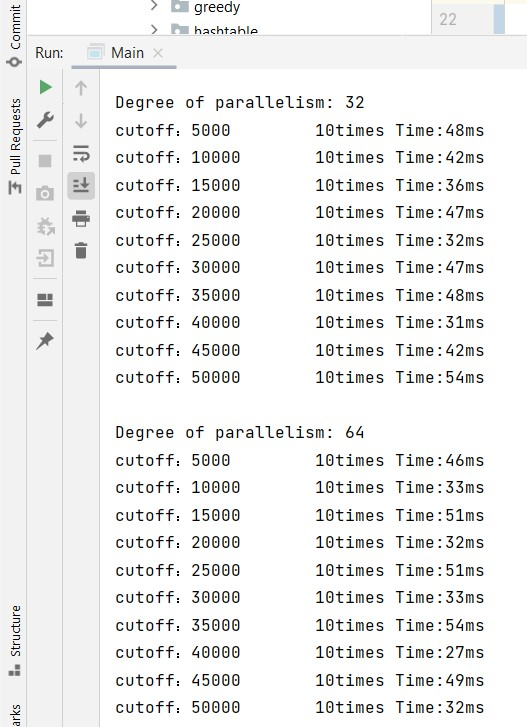 Commit
Pull Requests
Structure
greedy
hashtable
22
Run: Main
Degree of parallelism: 32
cutoff：5000 10times Time:48ms
cutoff：10000 10times Time:42ms
cutoff：15000 10times Time:36ms
cutoff：20000 10times Time:47ms
cutoff：25000 10times Time:32ms
cutoff：30000 10times Time:47ms
cutoff：35000 10times Time:48ms
cutoff：40000 10times Time:31ms
cutoff：45000 10times Time:42ms
cutoff：50000 10times Time:54ms
Degree of parallelism: 64
cutoff：5000 10times Time:46ms
cutoff：10000 10times Time:33ms
cutoff：15000 10times Time:51ms
cutoff：20000 10times Time:32ms
cutoff：25000 10times Time:51ms
cutoff：30000 10times Time:33ms
cutoff：35000 10times Time:54ms
cutoff：40000 10times Time:27ms
cutoff：45000 10times Time:49ms
cutoff：50000 10times Time:32ms